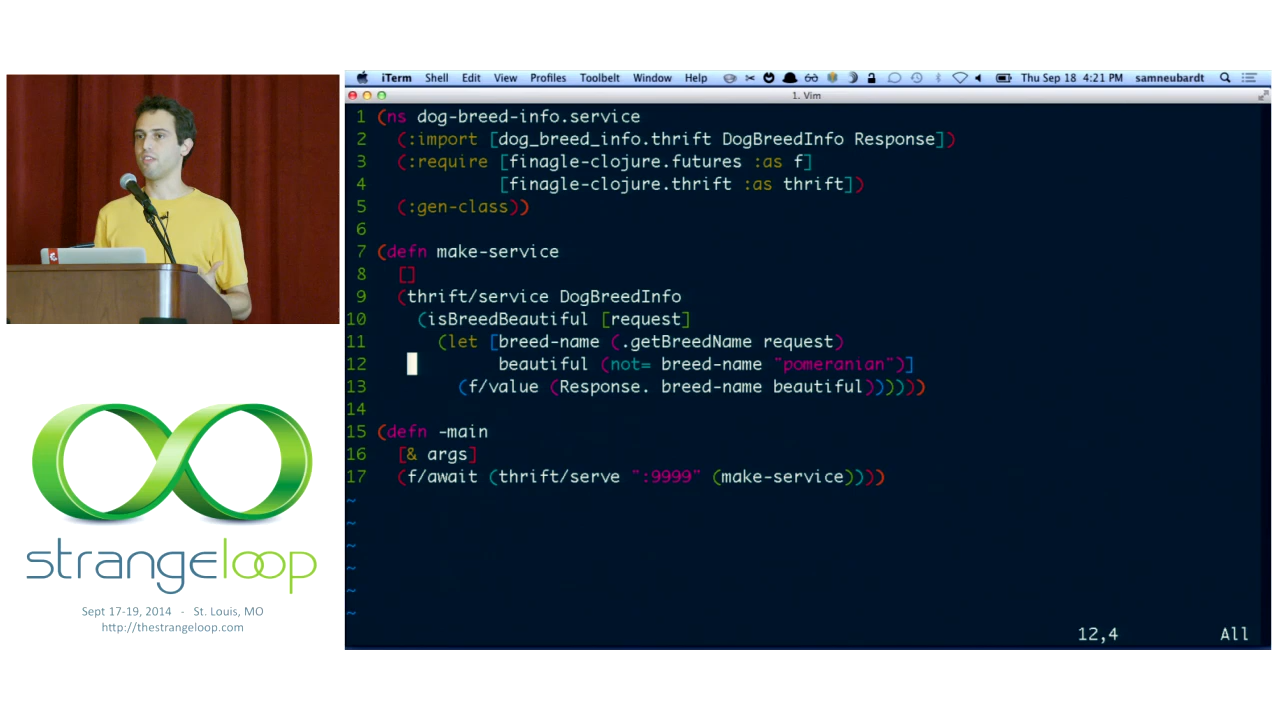 iTerm Shell Edit View Profiles Toolbelt Window Help Thu Sep 18 4:21 PM samneubardt
1. Vim
1 (ns dog-breed-info.service
2 (:import [dog_breed_info.thrift DogBreedInfo Response])
3 (:require [finagle-clojure.futures :as f]
4 [finagle-clojure.thrift :as thrift])
5 (:gen-class))
6
7 (defn make-service
8 []
9 (thrift/service DogBreedInfo
10 (isBreedBeautiful [request]
11 (let [breed-name (.getBreedName request)
12 beautiful (not= breed-name "pomeranian")]
13 (f/value (Response. breed-name beautiful))))))
14
15 (defn -main
16 [& args]
17 (f/await (thrift/serve ":9999" (make-service))))
~
~
~
~
~
~
12,4 All
strangeloop
Sept 17-19, 2014 - St. Louis, MO
http://thestrangeloop.com